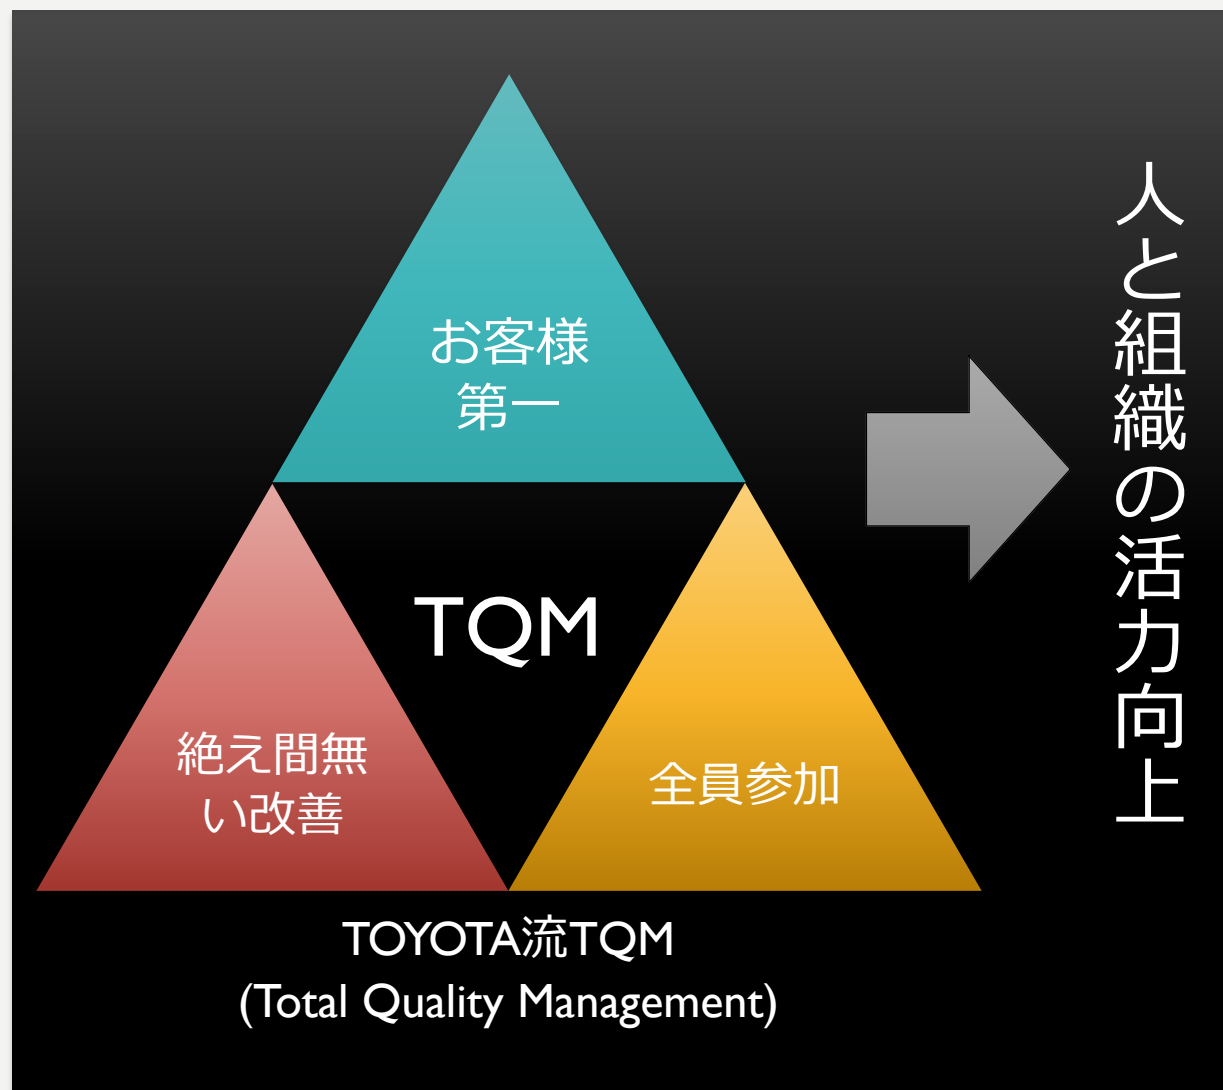 お客様
第一
TQM
絶え間無
い改善
全員参加
人と組織の活力向上
TOYOTA流TQM
(Total Quality Management)